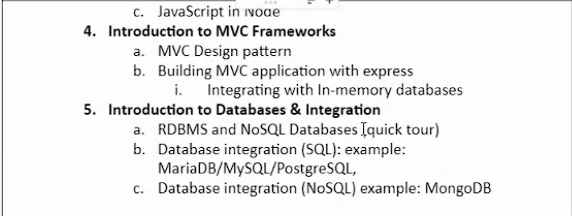 c. JavaScript in Node
4. Introduction to MVC Frameworks
a. MVC Design pattern
b. Building MVC application with express
i. Integrating with In-memory databases
5. Introduction to Databases & Integration
a. RDBMS and NoSQL Databases (quick tour)
b. Database integration (SQL): example:
MariaDB/MySQL/PostgreSQL,
c. Database integration (NoSQL) example: MongoDB